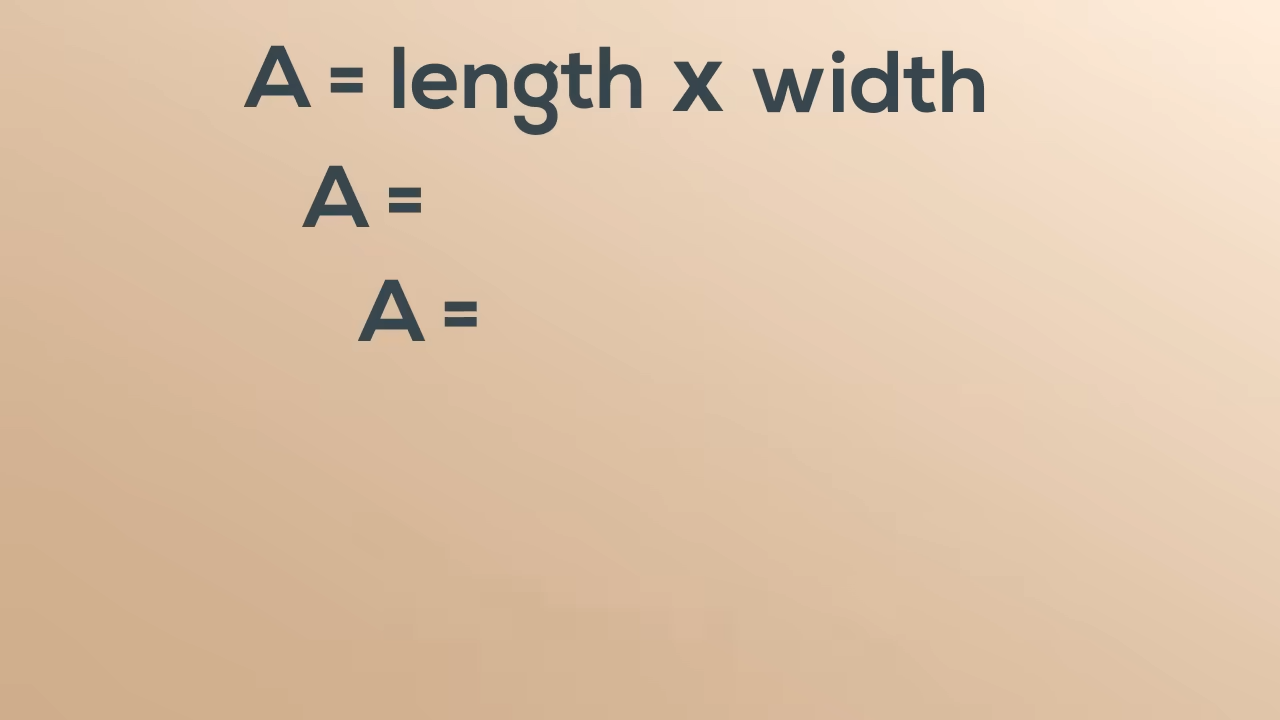 A = length x width
A =
A =